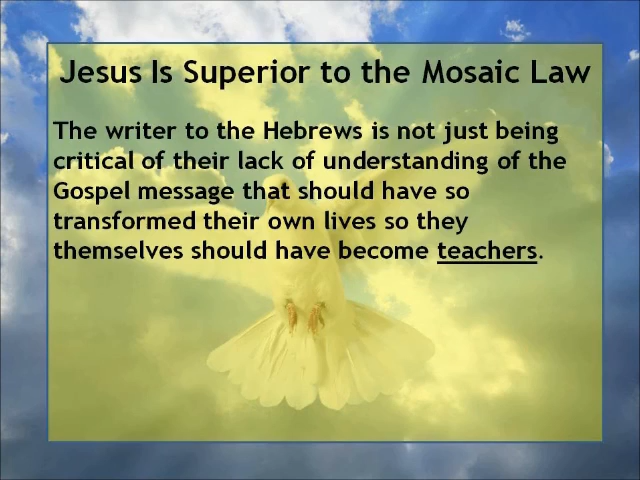 Jesus Is Superior to the Mosaic Law
The writer to the Hebrews is not just being
critical of their lack of understanding of the
Gospel message that should have so
transformed their own lives so they
themselves should have become teachers.